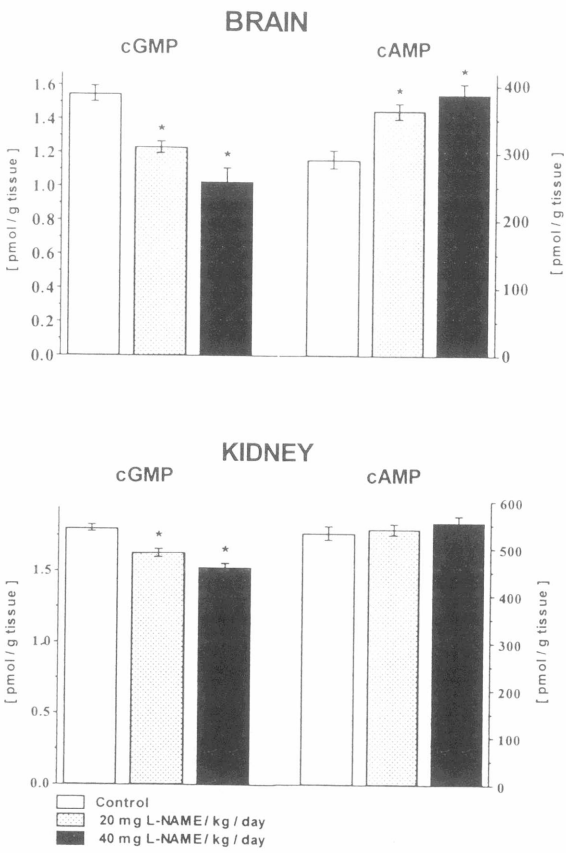 BRAIN
cGMP cAMP
1.6
1.4
1.2
1.0
0.8
0.6
0.4
0.2
0.0
[ pmol / g tissue ]
* *
* *
400
300
200
100
0
[ pmol / g tissue ]
KIDNEY
cGMP cAMP
1.5
1.0
0.5
0.0
[ pmol / g tissue ]
* *
600
500
400
300
200
100
0
[ pmol / g tissue ]
Control
20 mg L-NAME/ kg / day
40 mg L-NAME/ kg / day